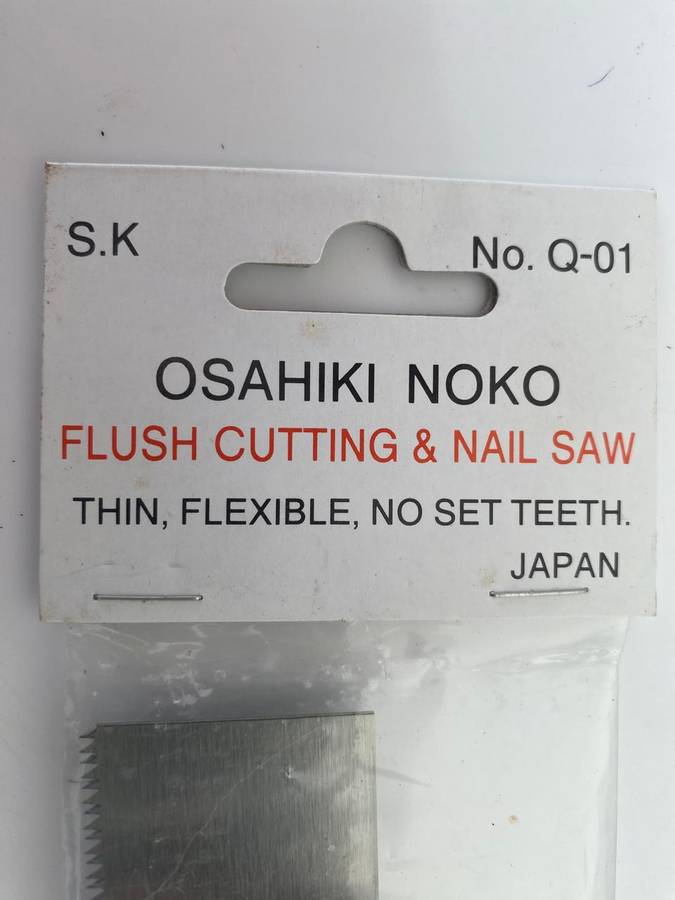 S.K
No. Q-01
OSAHIKI NOKO
FLUSH CUTTING & NAIL SAW
THIN, FLEXIBLE, NO SET TEETH.
JAPAN